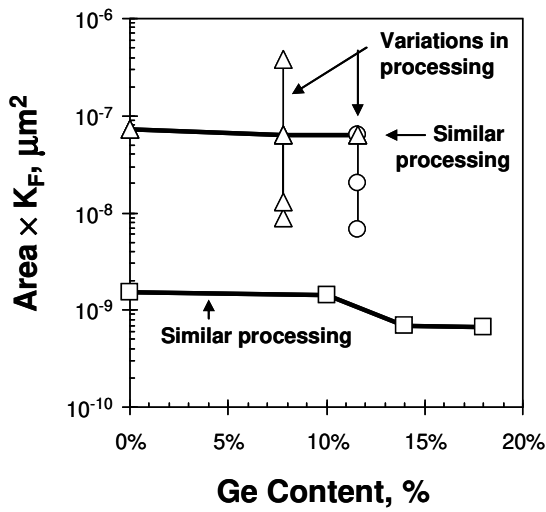 10⁻⁶
Variations in
processing
10⁻⁷
Similar
processing
10⁻⁸
Area × K_F, μm²
10⁻⁹
Similar processing
10⁻¹⁰
0% 5% 10% 15% 20%
Ge Content, %